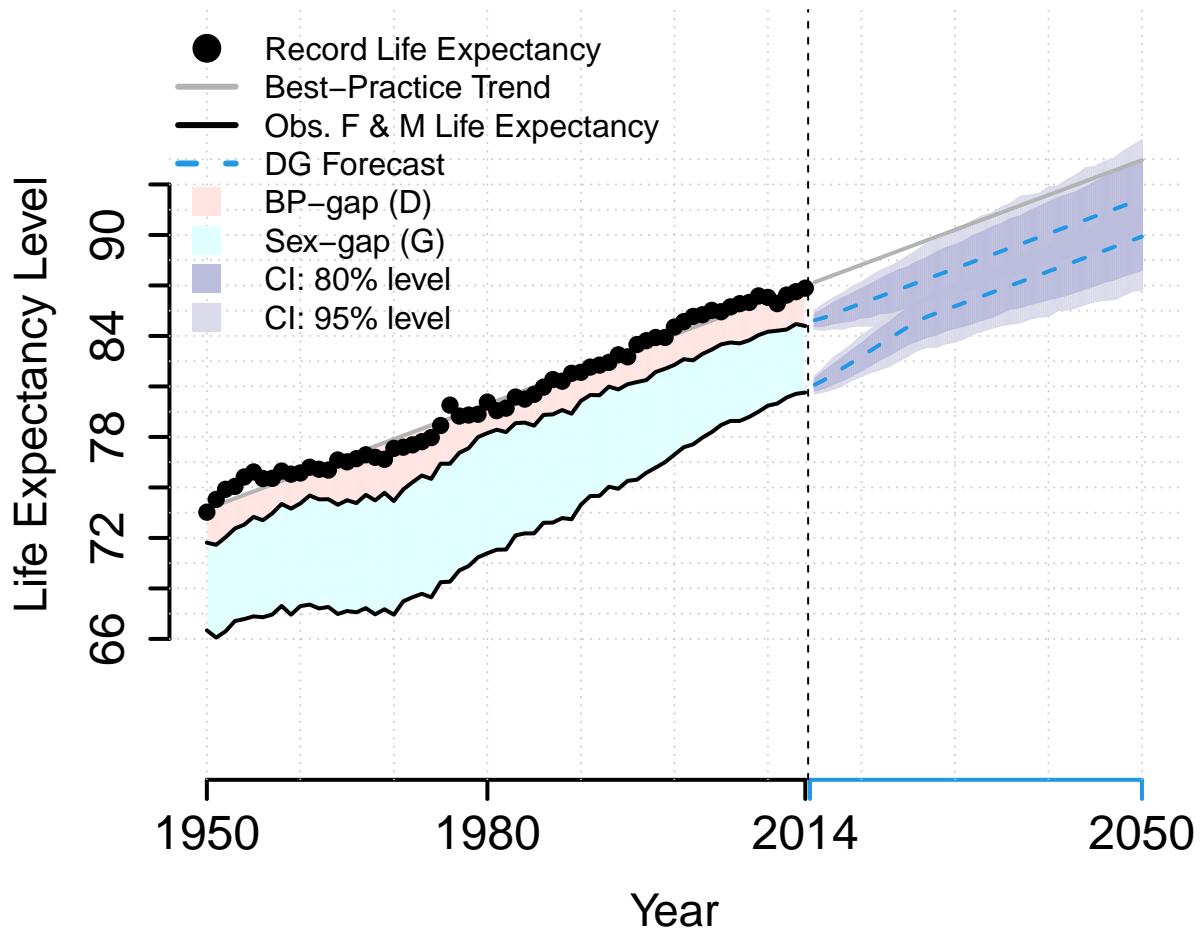 Record Life Expectancy
Best−Practice Trend
Obs. F & M Life Expectancy
DG Forecast
BP−gap (D)
Sex−gap (G)
CI: 80% level
CI: 95% level
Life Expectancy Level
90
84
78
72
66
1950 1980 2014 2050
Year